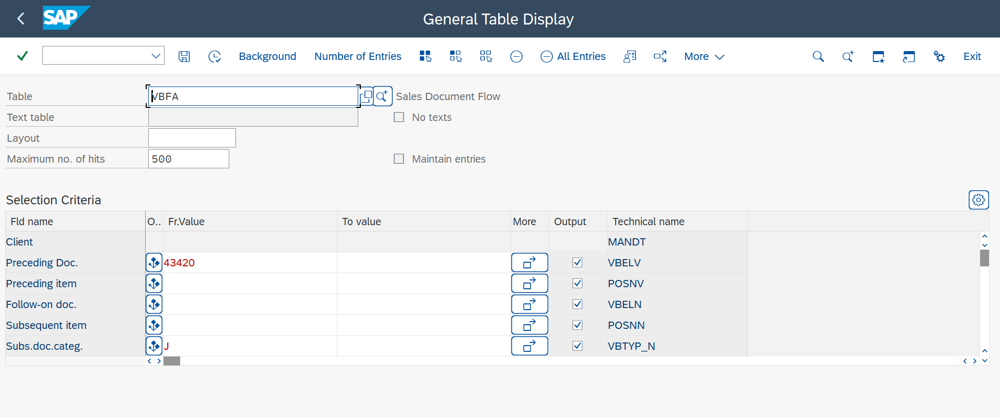 SAP
General Table Display
Background Number of Entries All Entries More Exit
Table VBFA Sales Document Flow
Text table No texts
Layout
Maximum no. of hits 500 Maintain entries
Selection Criteria
Fld name O.. Fr.Value To value More Output Technical name
Client MANDT
Preceding Doc. 43420 VBELV
Preceding item POSNV
Follow-on doc. VBELN
Subsequent item POSNN
Subs.doc.categ. J VBTYP_N